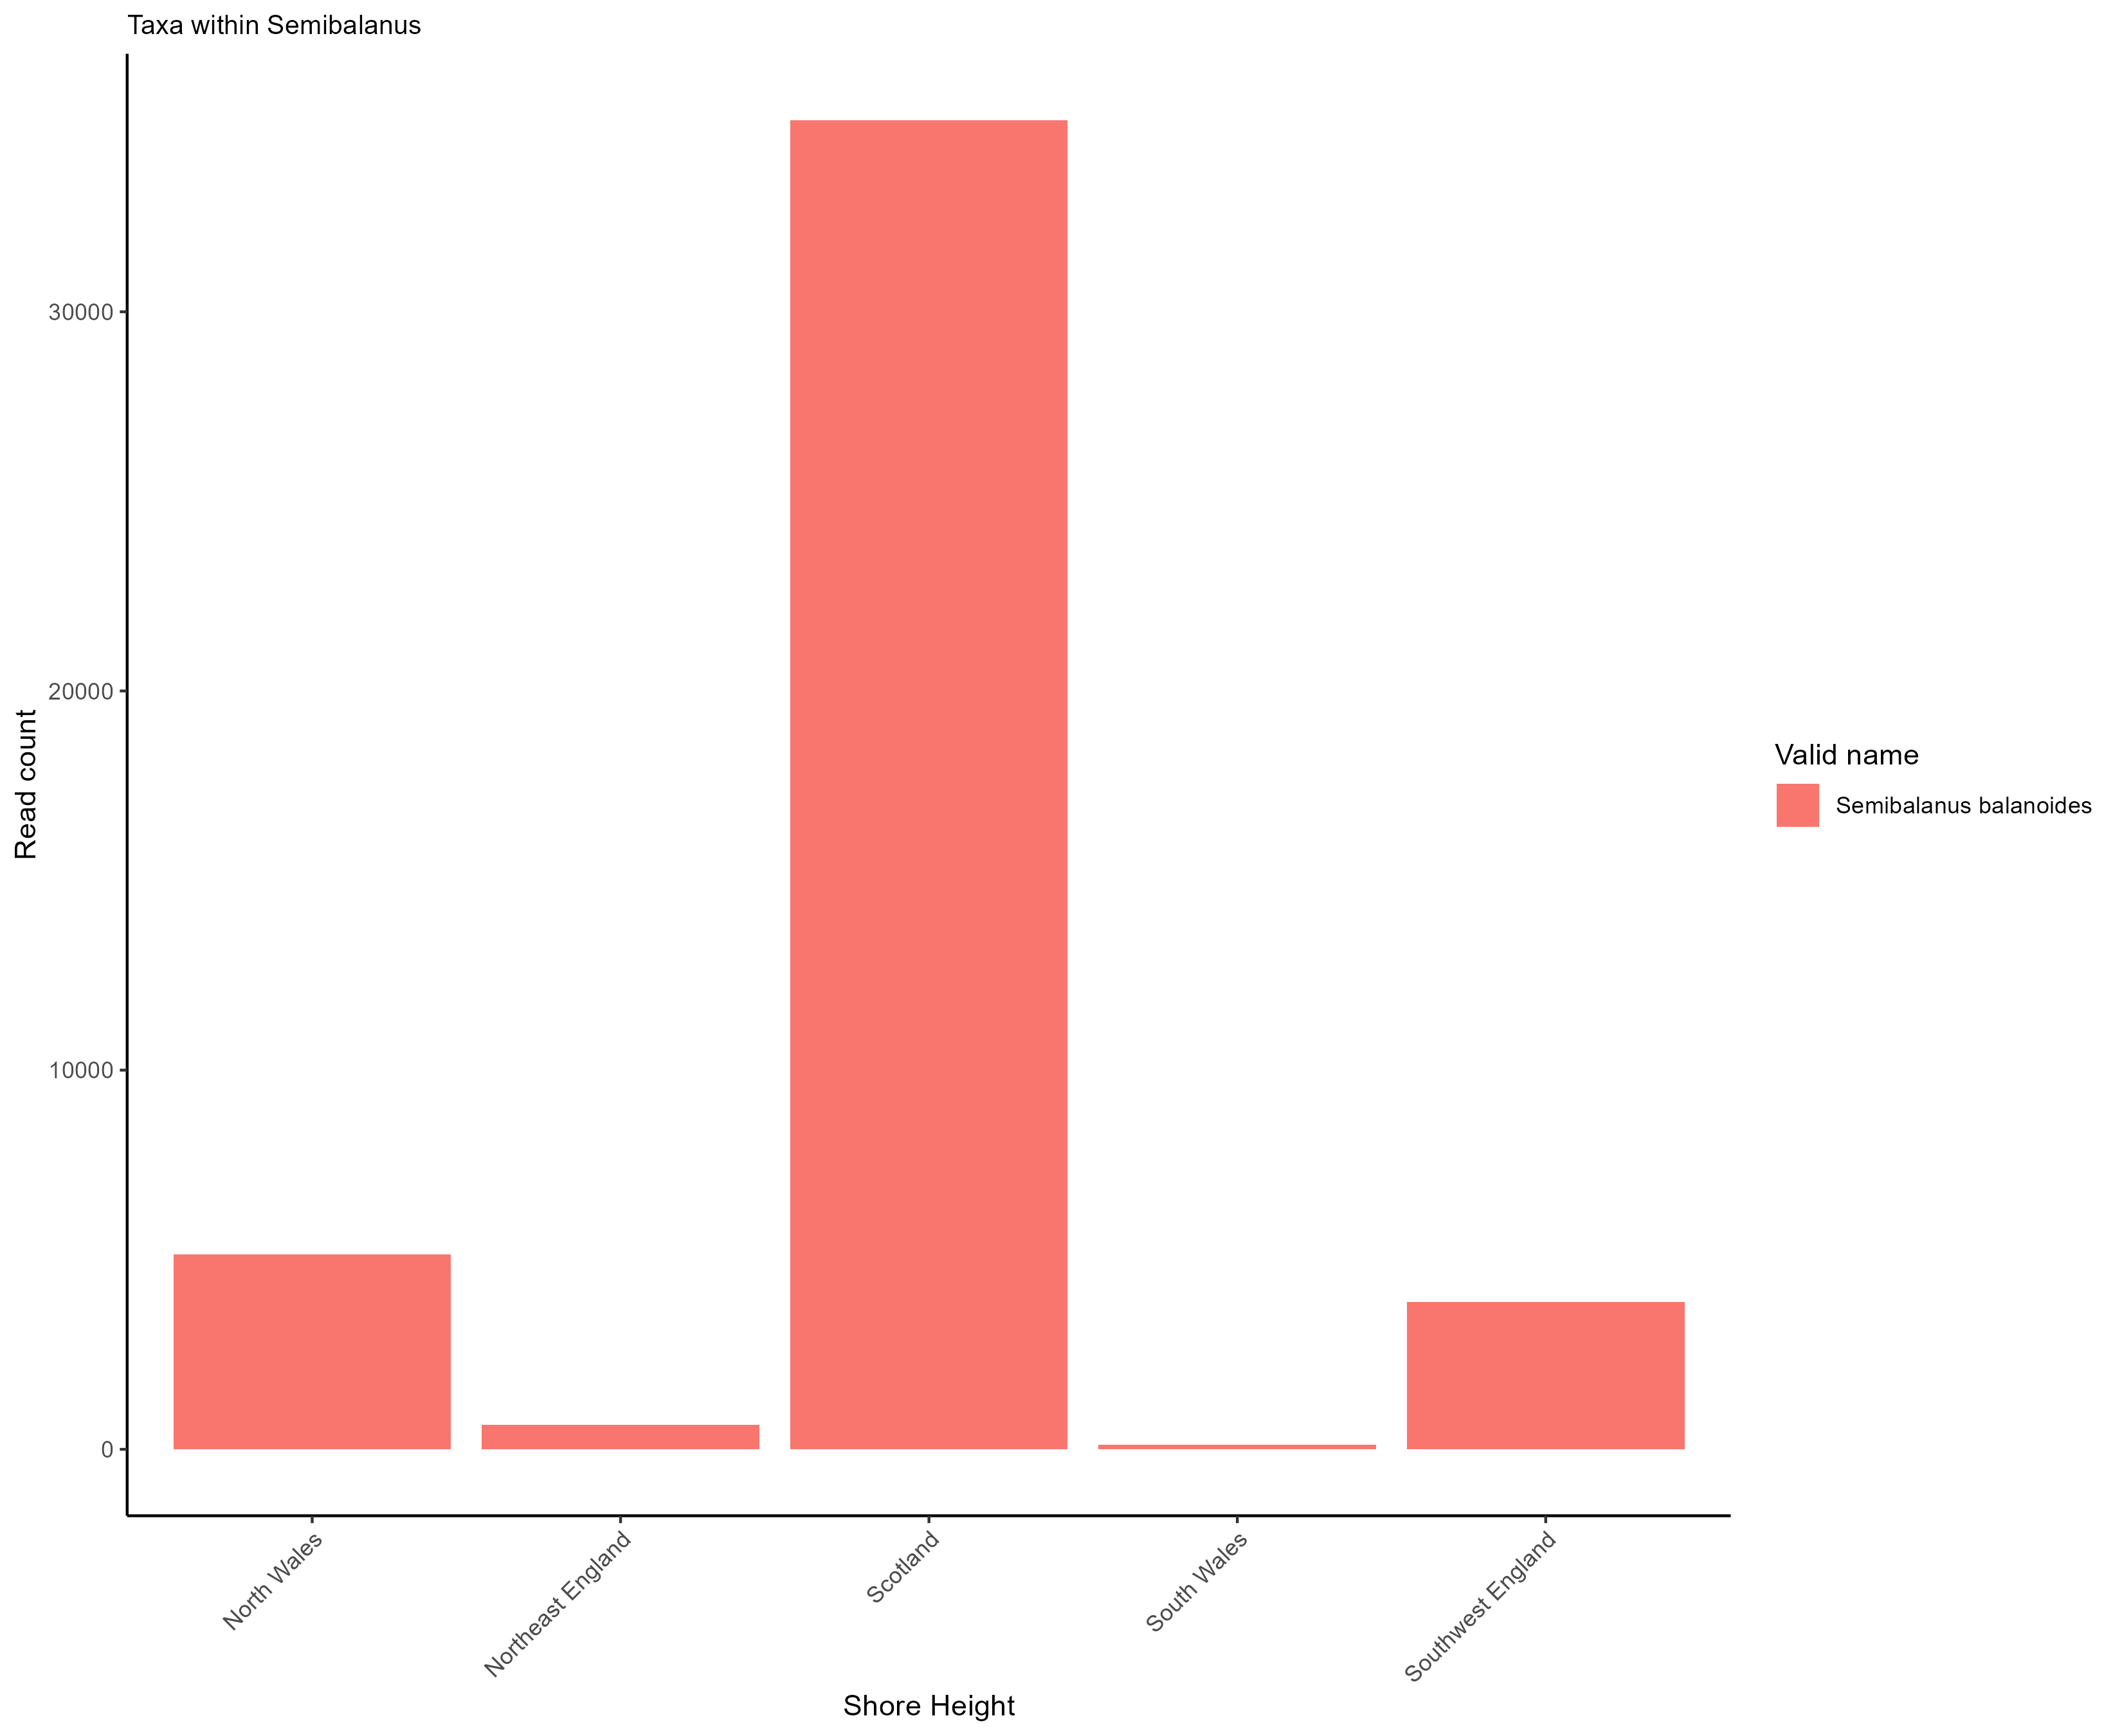 Taxa within Semibalanus
30000
20000
10000
0
Read count
North Wales
Northeast England
Scotland
South Wales
Southwest England
Shore Height
Valid name
Semibalanus balanoides